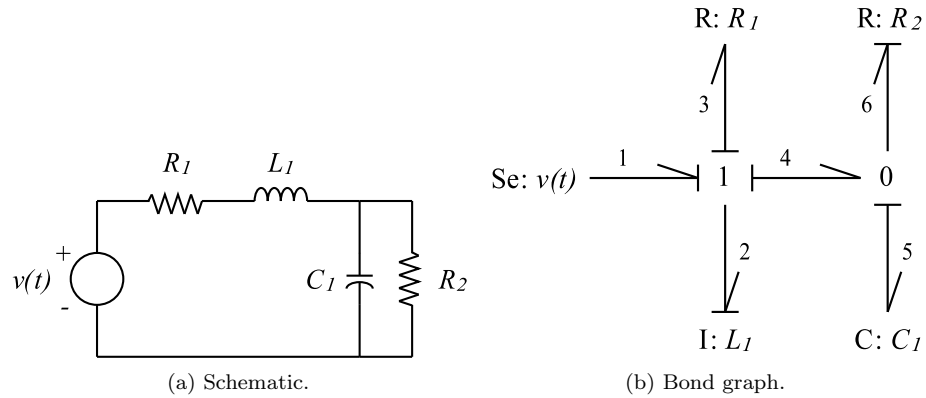 R1
L1
+
v(t)
-
C1
R2
(a) Schematic.
R: R1
R: R2
3
6
1
4
Se: v(t)
1
0
2
5
I: L1
C: C1
(b) Bond graph.